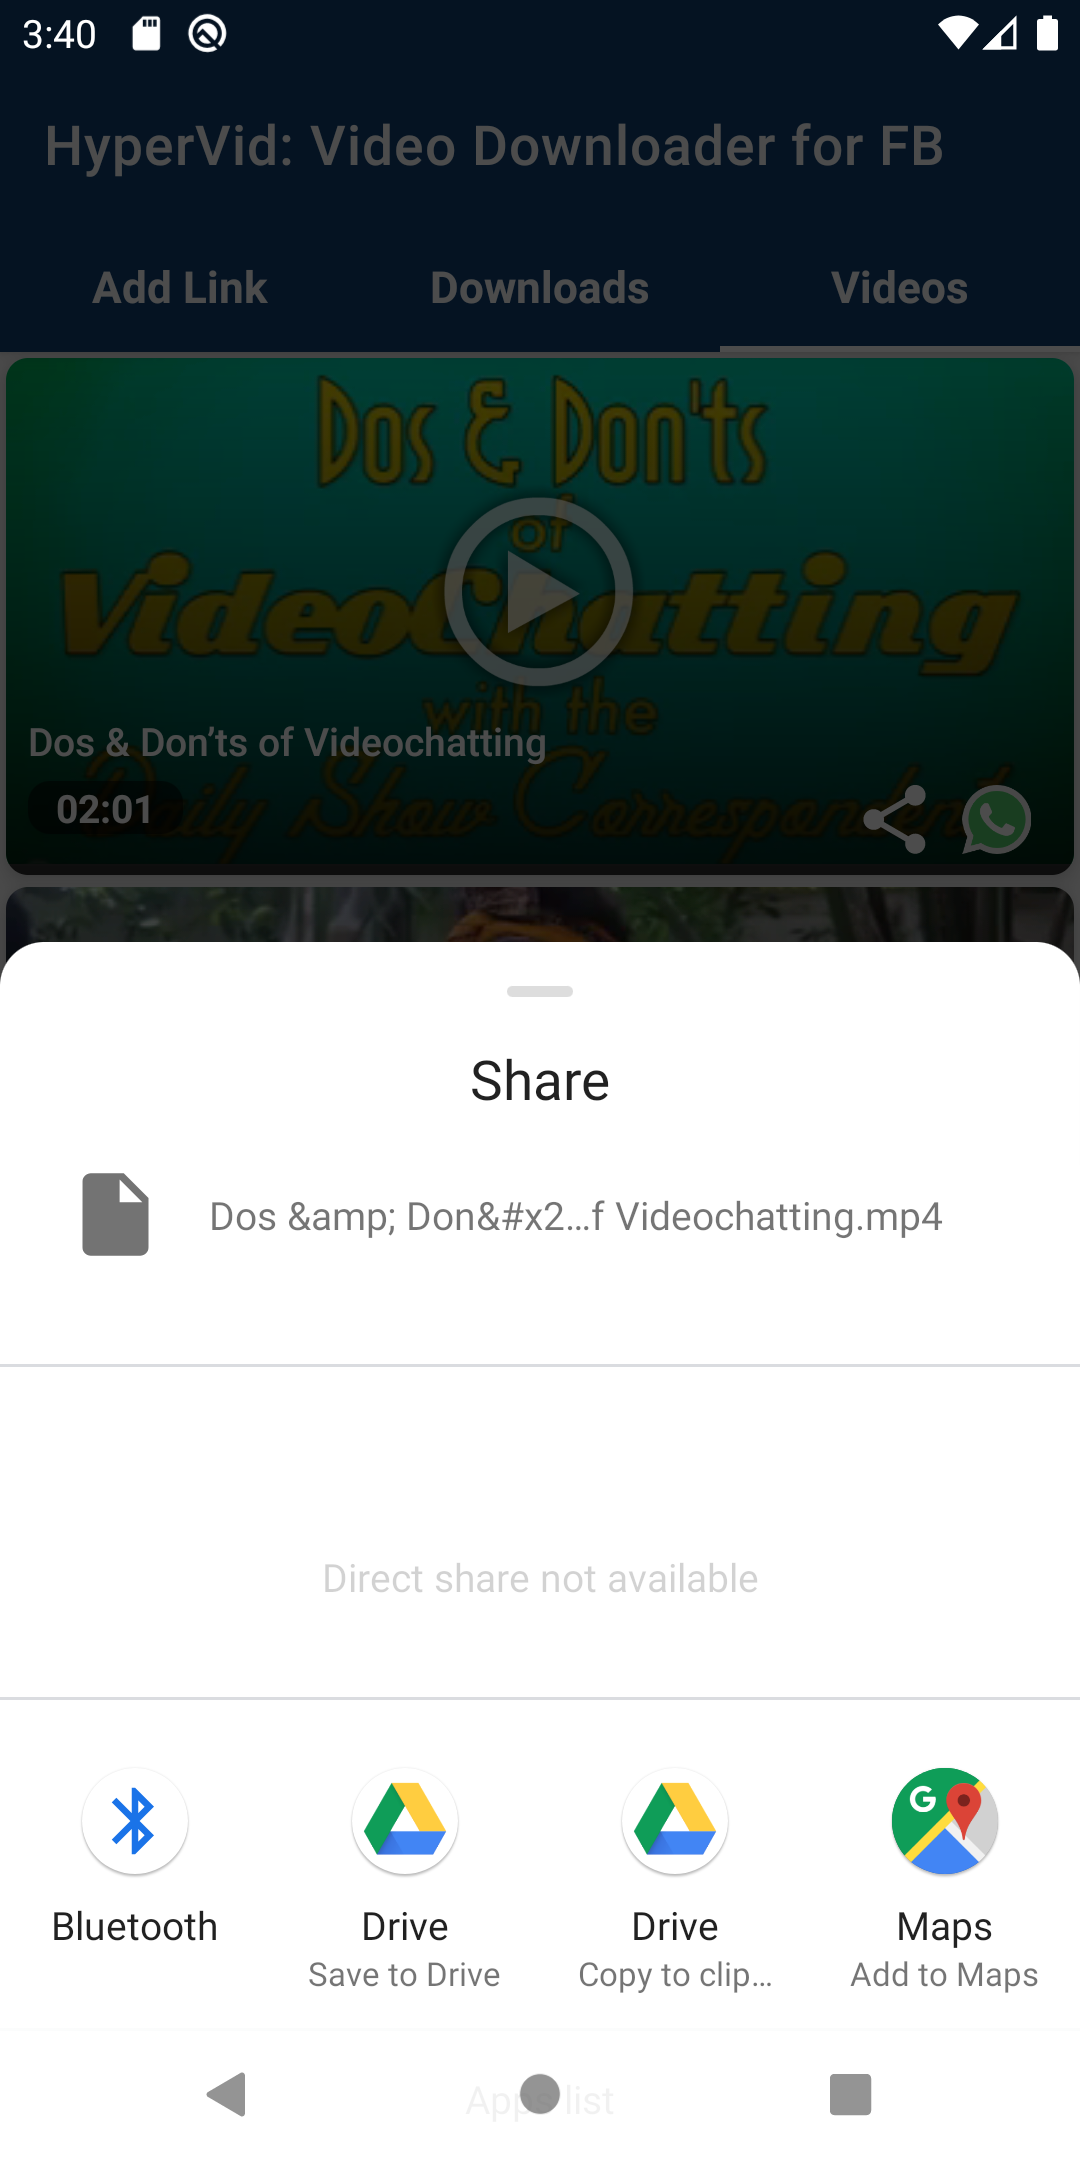 3:40
HyperVid: Video Downloader for FB
Add Link Downloads Videos
Dos & Don'ts
of
VideoChatting
with the
Daily Show Correspondents
Dos & Don’ts of Videochatting
02:01
Share
Dos &amp; Don&#x2…f Videochatting.mp4
Direct share not available
Bluetooth Drive Drive Maps
Save to Drive Copy to clip… Add to Maps
Apps list